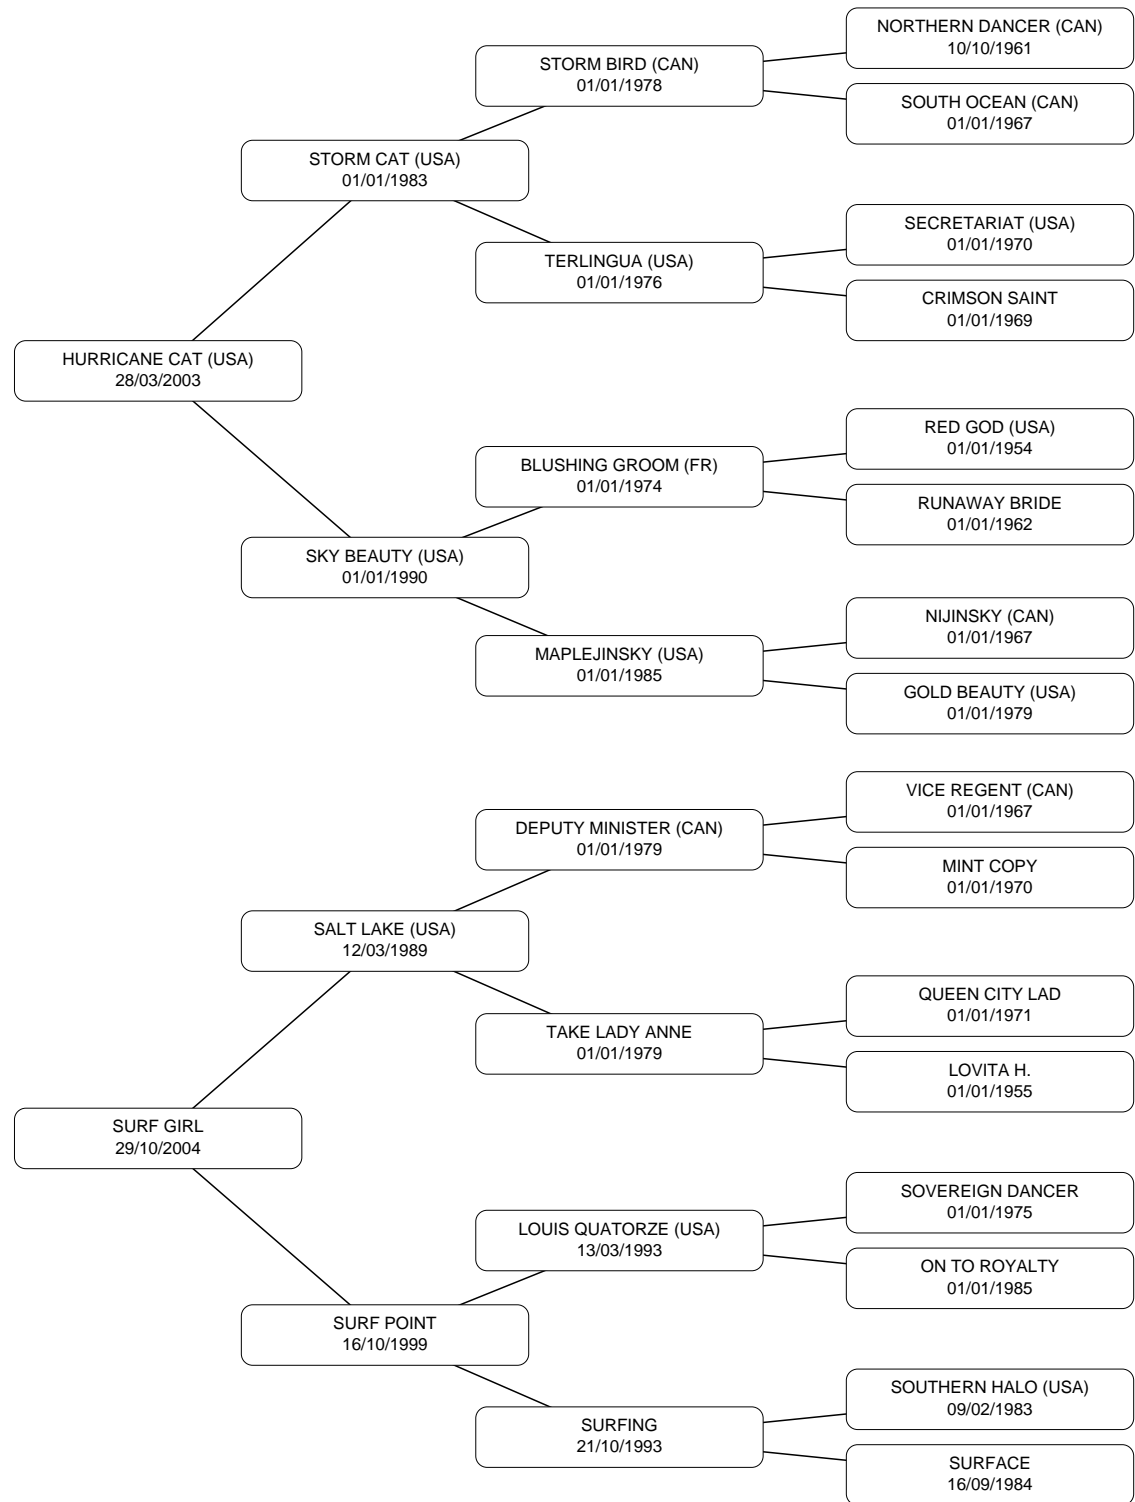 NORTHERN DANCER (CAN)
10/10/1961
STORM BIRD (CAN)
01/01/1978
SOUTH OCEAN (CAN)
01/01/1967
STORM CAT (USA)
01/01/1983
SECRETARIAT (USA)
01/01/1970
TERLINGUA (USA)
01/01/1976
CRIMSON SAINT
01/01/1969
HURRICANE CAT (USA)
28/03/2003
RED GOD (USA)
01/01/1954
BLUSHING GROOM (FR)
01/01/1974
RUNAWAY BRIDE
01/01/1962
SKY BEAUTY (USA)
01/01/1990
NIJINSKY (CAN)
01/01/1967
MAPLEJINSKY (USA)
01/01/1985
GOLD BEAUTY (USA)
01/01/1979
VICE REGENT (CAN)
01/01/1967
DEPUTY MINISTER (CAN)
01/01/1979
MINT COPY
01/01/1970
SALT LAKE (USA)
12/03/1989
QUEEN CITY LAD
01/01/1971
TAKE LADY ANNE
01/01/1979
LOVITA H.
01/01/1955
SURF GIRL
29/10/2004
SOVEREIGN DANCER
01/01/1975
LOUIS QUATORZE (USA)
13/03/1993
ON TO ROYALTY
01/01/1985
SURF POINT
16/10/1999
SOUTHERN HALO (USA)
09/02/1983
SURFING
21/10/1993
SURFACE
16/09/1984